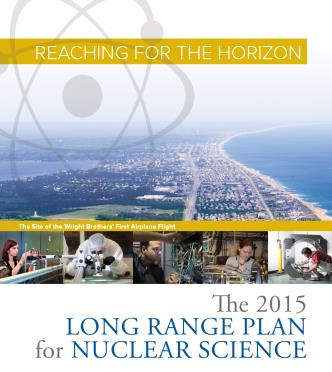 REACHING FOR THE HORIZON
The Site of the Wright Brothers' First Airplane Flight
The 2015
LONG RANGE PLAN
for NUCLEAR SCIENCE